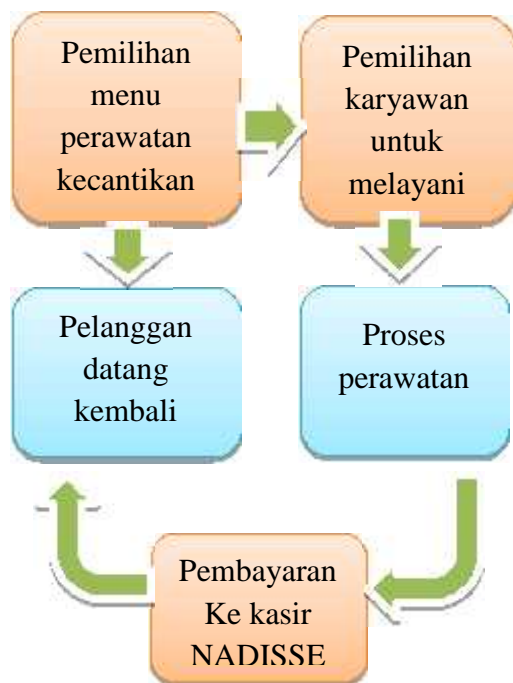 Pemilihan
menu
perawatan
kecantikan
Pemilihan
karyawan
untuk
melayani
Pelanggan
datang
kembali
Proses
perawatan
Pembayaran
Ke kasir
NADISSE